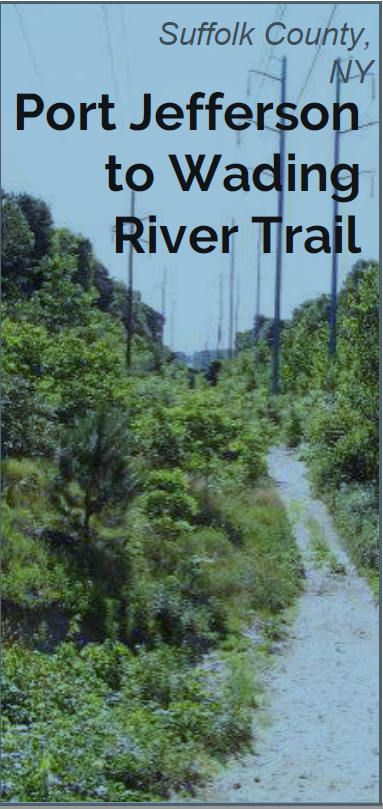 Suffolk County,
NY
Port Jefferson
to Wading
River Trail